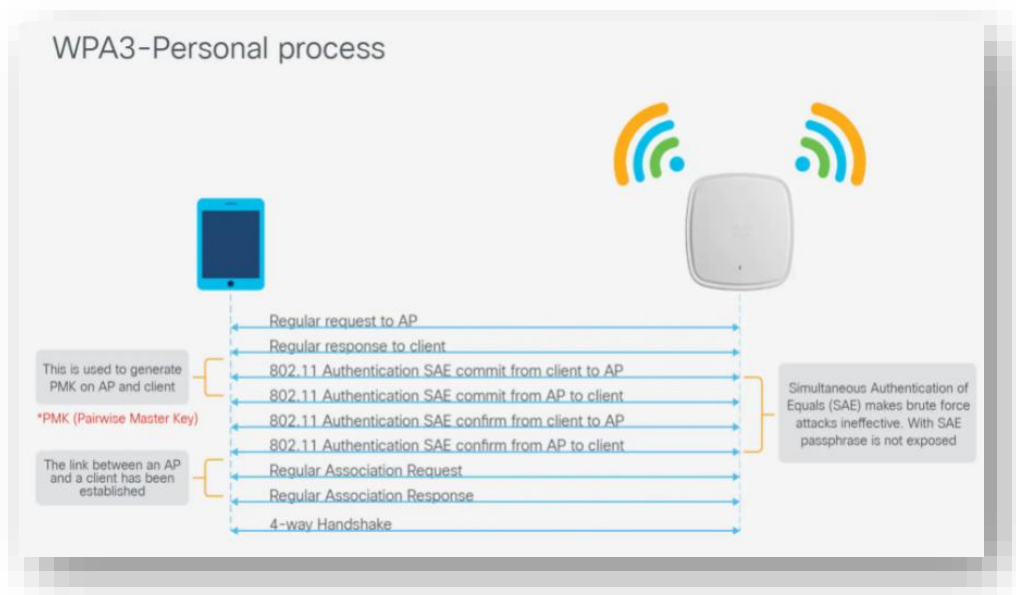 WPA3-Personal process
Regular request to AP
Regular response to client
This is used to generate
PMK on AP and client
*PMK (Pairwise Master Key)
802.11 Authentication SAE commit from client to AP
802.11 Authentication SAE commit from AP to client
802.11 Authentication SAE confirm from client to AP
802.11 Authentication SAE confirm from AP to client
Simultaneous Authentication of
Equals (SAE) makes brute force
attacks ineffective. With SAE
passphrase is not exposed
The link between an AP
and a client has been
established
Regular Association Request
Regular Association Response
4-way Handshake